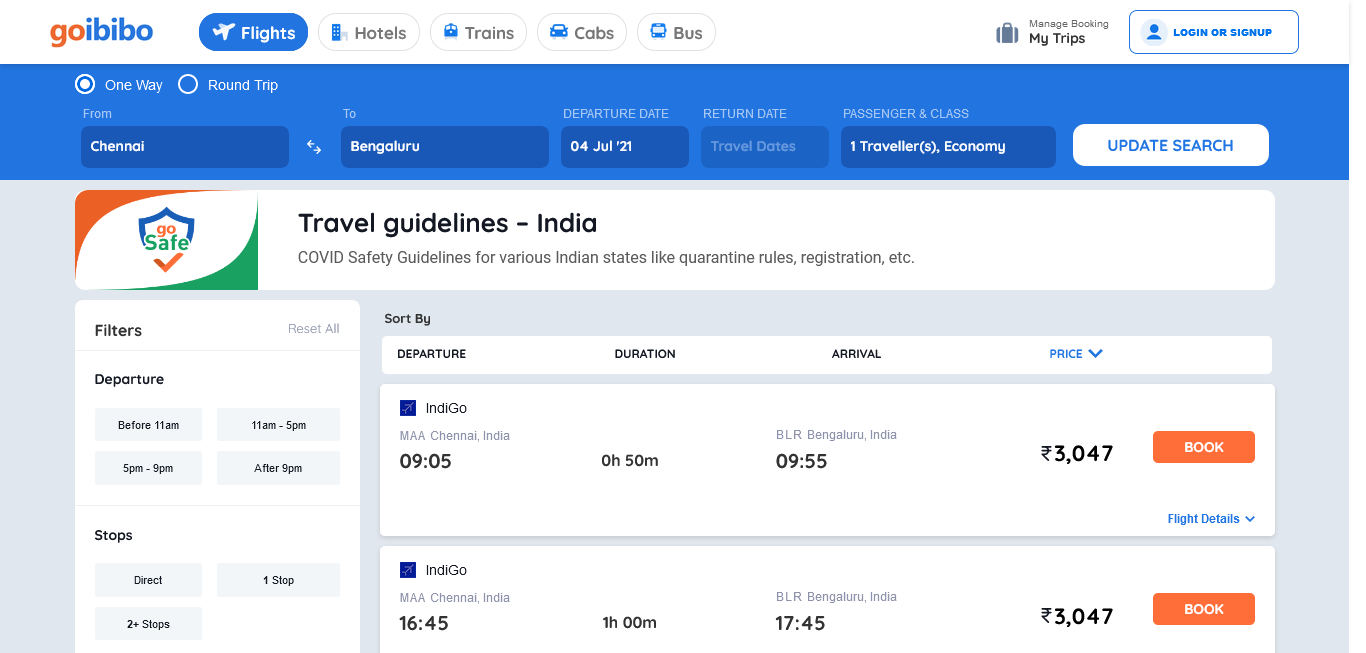 goibibo
Flights
Hotels
Trains
Cabs
Bus
Manage Booking
My Trips
LOGIN OR SIGNUP
One Way
Round Trip
From
To
DEPARTURE DATE
RETURN DATE
PASSENGER & CLASS
Chennai
Bengaluru
04 Jul '21
Travel Dates
1 Traveller(s), Economy
UPDATE SEARCH
go
Safe
Travel guidelines – India
COVID Safety Guidelines for various Indian states like quarantine rules, registration, etc.
Filters
Reset All
Departure
Before 11am
11am - 5pm
5pm - 9pm
After 9pm
Stops
Direct
1 Stop
2+ Stops
Sort By
DEPARTURE
DURATION
ARRIVAL
PRICE
IndiGo
MAA Chennai, India
BLR Bengaluru, India
09:05
0h 50m
09:55
₹3,047
BOOK
Flight Details
IndiGo
MAA Chennai, India
BLR Bengaluru, India
16:45
1h 00m
17:45
₹3,047
BOOK